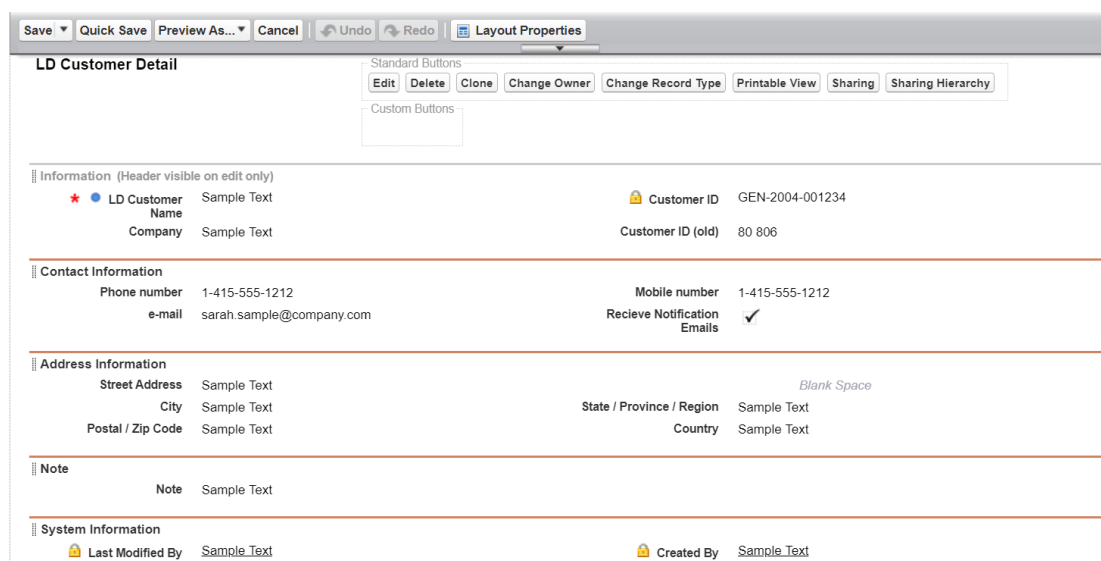 Save Quick Save Preview As... Cancel Undo Redo Layout Properties
LD Customer Detail
Standard Buttons
Edit Delete Clone Change Owner Change Record Type Printable View Sharing Sharing Hierarchy
Custom Buttons
Information (Header visible on edit only)
* LD Customer Name Sample Text
Customer ID GEN-2004-001234
Company Sample Text
Customer ID (old) 80 806
Contact Information
Phone number 1-415-555-1212
Mobile number 1-415-555-1212
e-mail sarah.sample@company.com
Recieve Notification Emails
Address Information
Street Address Sample Text
Blank Space
City Sample Text
State / Province / Region Sample Text
Postal / Zip Code Sample Text
Country Sample Text
Note
Note Sample Text
System Information
Last Modified By Sample Text
Created By Sample Text